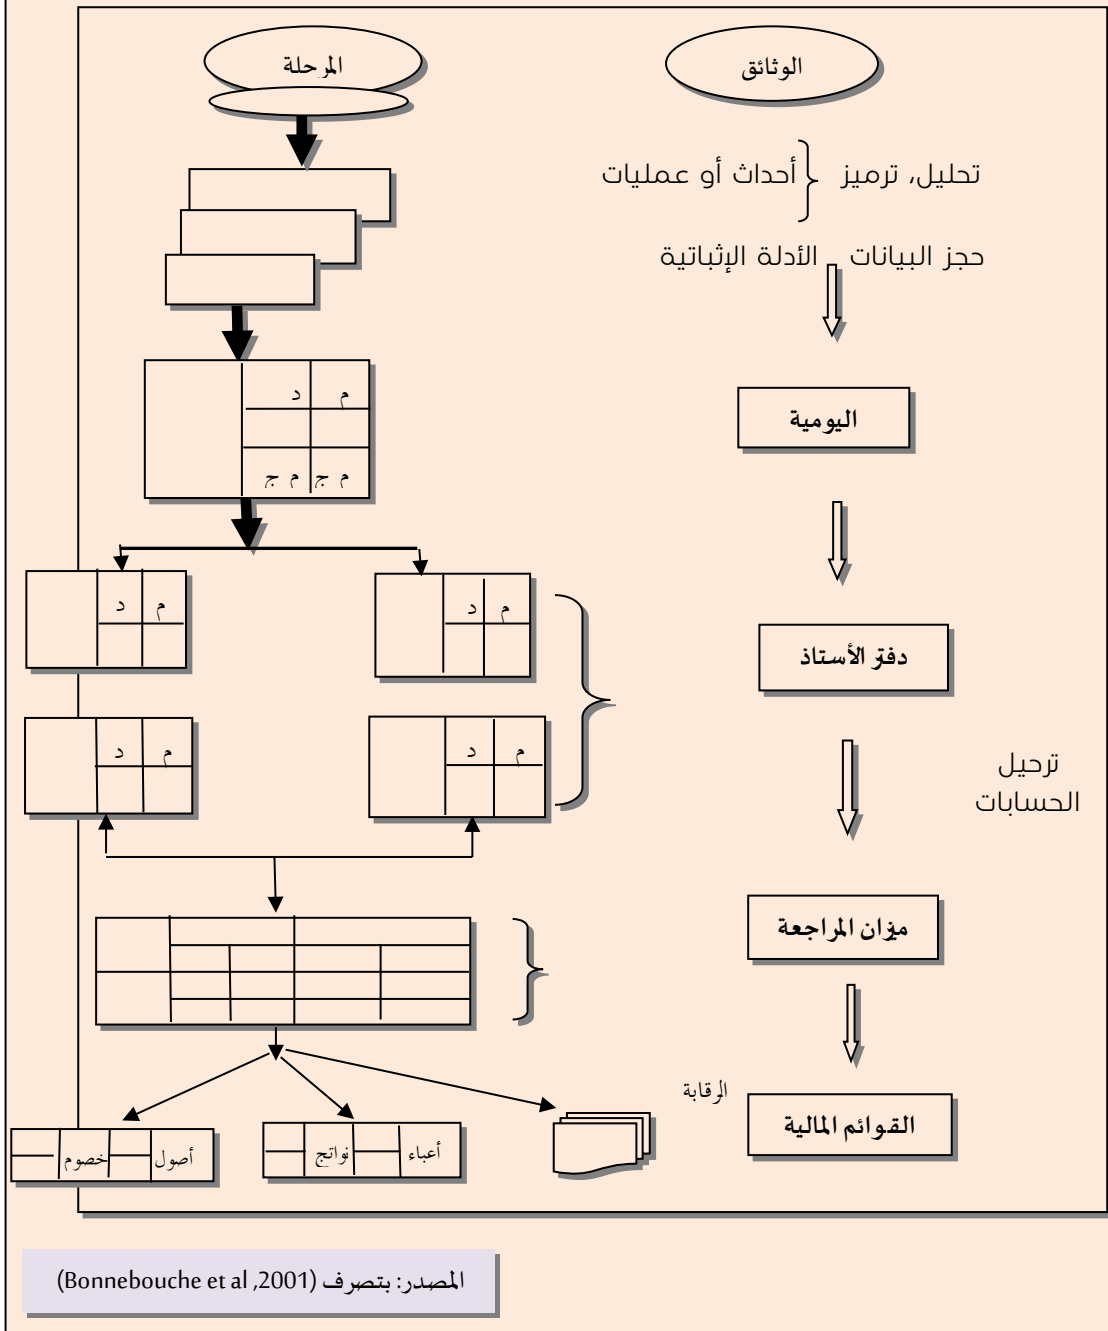 الوثائق
المرحلة
تحليل، ترميز
أحداث أو عمليات
حجز البيانات
الأدلة الإثباتية
اليومية
م
د
م ج
م ج
دفتر الأستاذ
م
د
م
د
م
د
م
د
ترحيل
الحسابات
ميزان المراجعة
الرقابة
القوائم المالية
أعباء
نواتج
أصول
خصوم
المصدر: بتصرف (Bonnebouche et al ,2001)